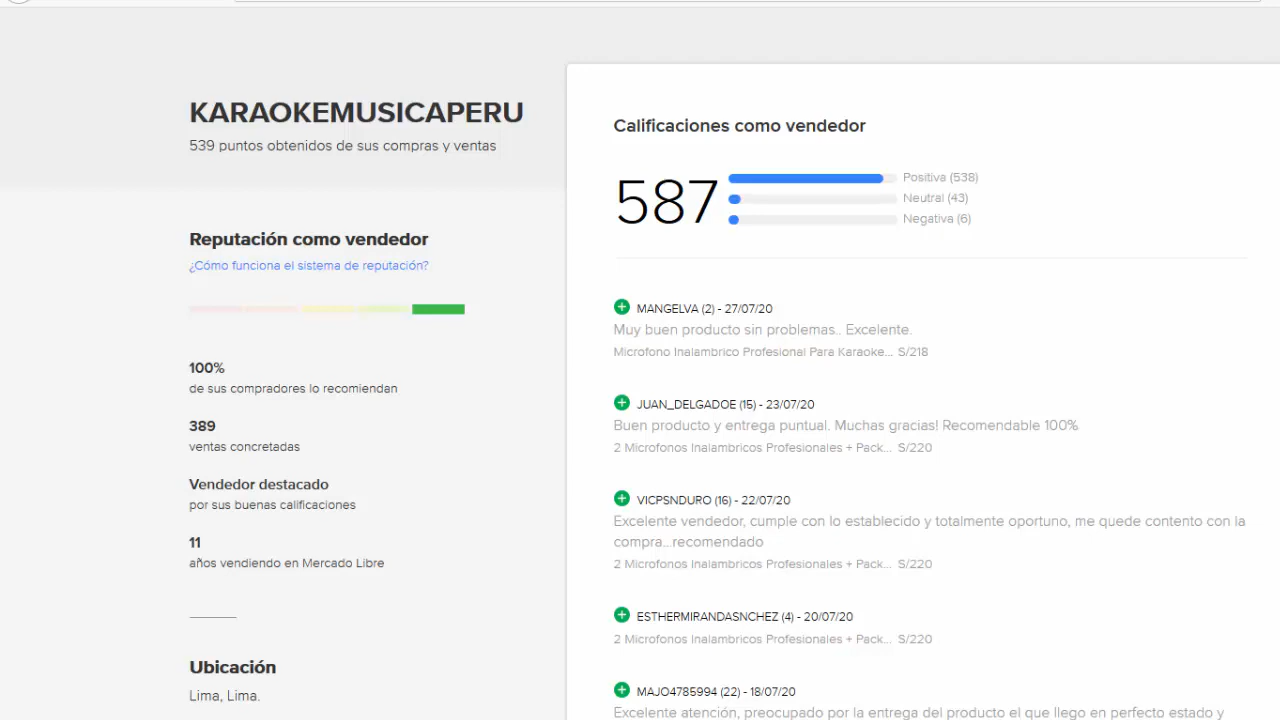 KARAOKEMUSICAPERU
539 puntos obtenidos de sus compras y ventas
Reputación como vendedor
¿Cómo funciona el sistema de reputación?
100%
de sus compradores lo recomiendan
389
ventas concretadas
Vendedor destacado
por sus buenas calificaciones
11
años vendiendo en Mercado Libre
Ubicación
Lima, Lima.
Calificaciones como vendedor
587
Positiva (538)
Neutral (43)
Negativa (6)
MANGELVA (2) - 27/07/20
Muy buen producto sin problemas.. Excelente.
Microfono Inalambrico Profesional Para Karaoke... S/218
JUAN_DELGADOE (15) - 23/07/20
Buen producto y entrega puntual. Muchas gracias! Recomendable 100%
2 Microfonos Inalambricos Profesionales + Pack... S/220
VICPSNDURO (16) - 22/07/20
Excelente vendedor, cumple con lo establecido y totalmente oportuno, me quede contento con la
compra...recomendado
2 Microfonos Inalambricos Profesionales + Pack... S/220
ESTHERMIRANDASNCHEZ (4) - 20/07/20
2 Microfonos Inalambricos Profesionales + Pack... S/220
MAJO4785994 (22) - 18/07/20
Excelente atención, preocupado por la entrega del producto el que llego en perfecto estado y